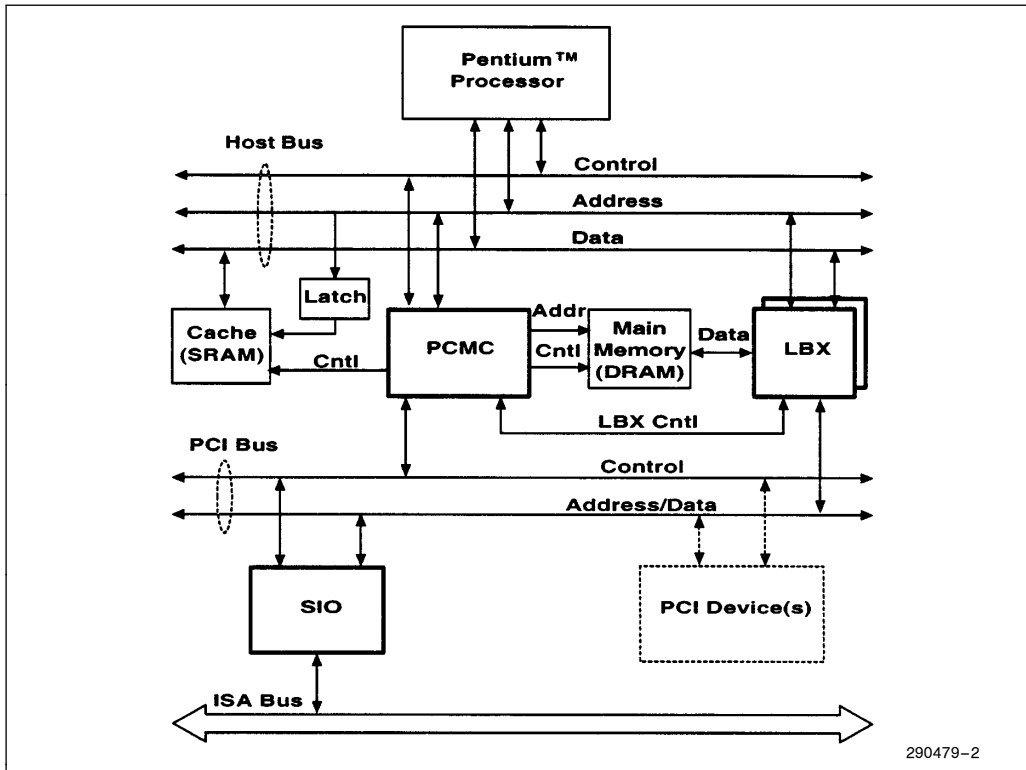 Pentium™
Processor
Host Bus
Control
Address
Data
Latch
Cache
(SRAM)
Cntl
PCMC
Addr
Cntl
Main
Memory
(DRAM)
Data
LBX
LBX Cntl
PCI Bus
Control
Address/Data
SIO
PCI Device(s)
ISA Bus
290479–2